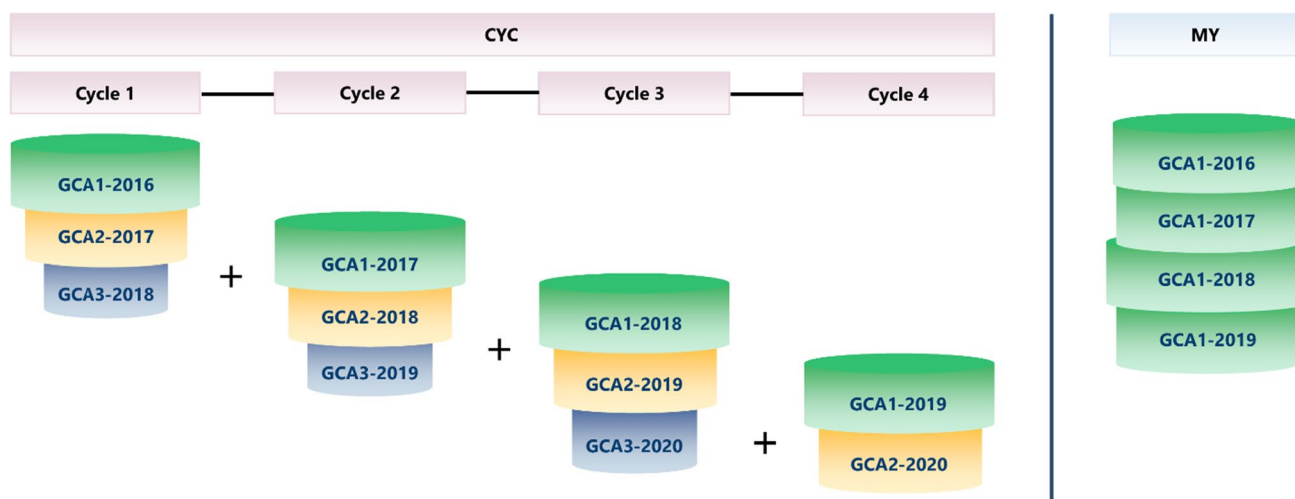 CYC
MY
Cycle 1
Cycle 2
Cycle 3
Cycle 4
GCA1-2016
GCA2-2017
GCA3-2018
+
GCA1-2017
GCA2-2018
GCA3-2019
+
GCA1-2018
GCA2-2019
GCA3-2020
+
GCA1-2019
GCA2-2020
GCA1-2016
GCA1-2017
GCA1-2018
GCA1-2019